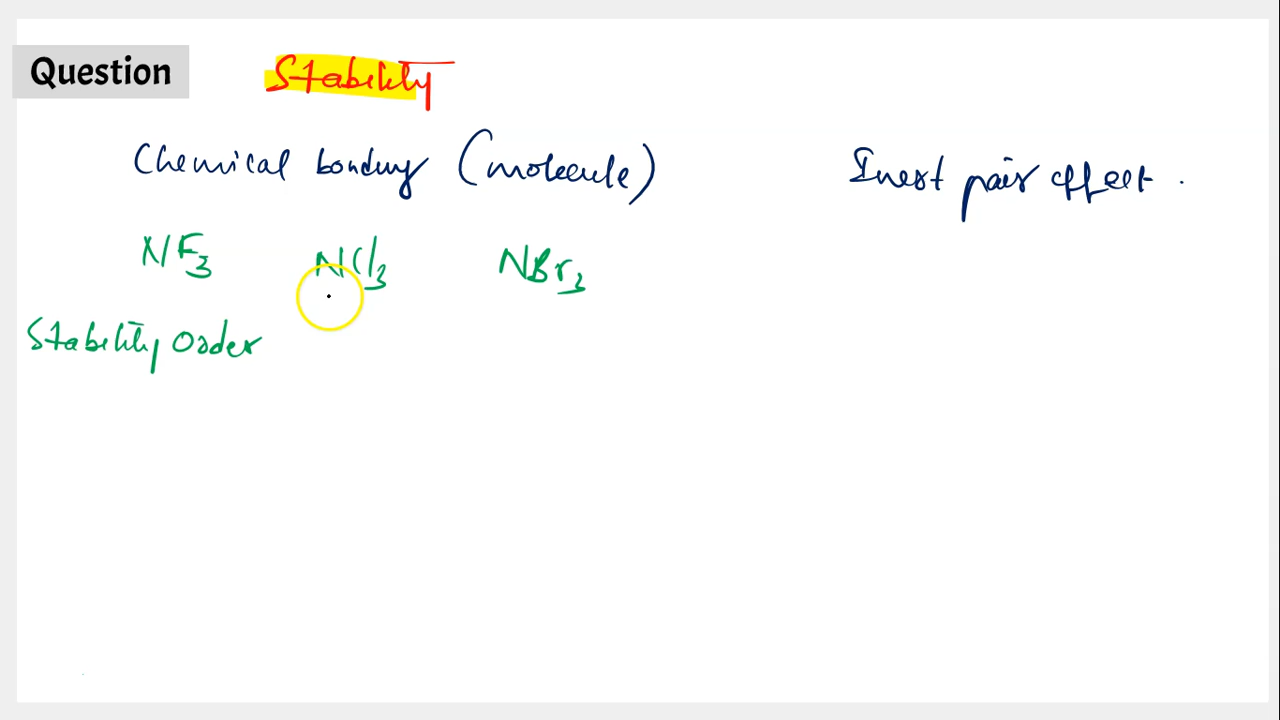 Question
Stability
Chemical bonding (molecule)
Inert pair effect.
NF3 NCl3 NBr3
Stability Order